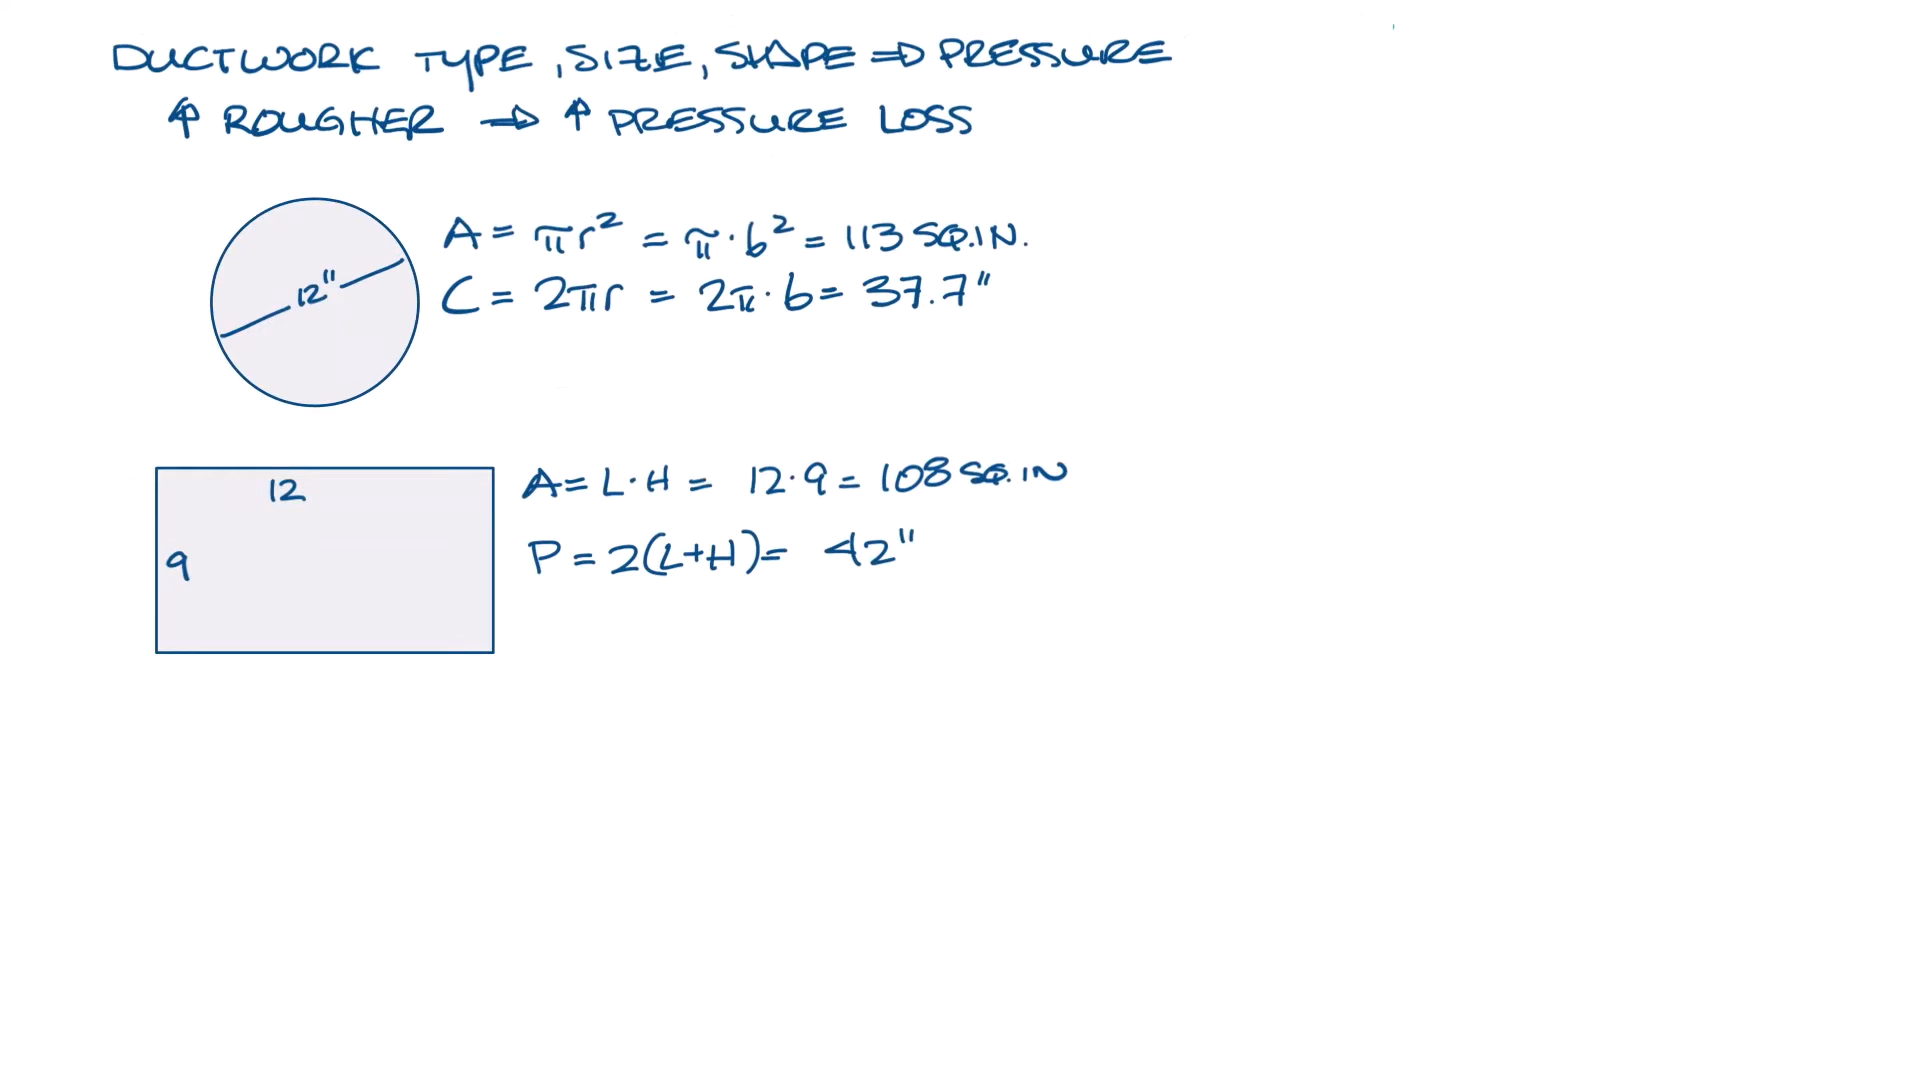 DUCTWORK TYPE, SIZE, SHAPE ⇒ PRESSURE
↑ ROUGHER ⇒ ↑ PRESSURE LOSS
A = πr² = π·6² = 113 SQ.IN.
12"
C = 2πr = 2π·6 = 37.7"
12
A = L·H = 12·9 = 108 SQ.IN
9
P = 2(L+H) = 42"